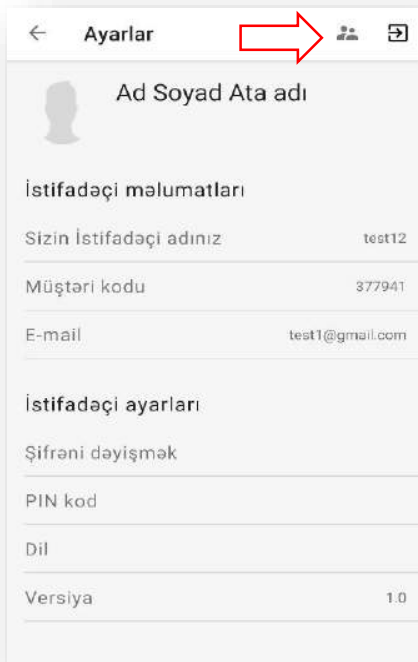 Ayarlar
Ad Soyad Ata adı
İstifadəçi məlumatları
Sizin İstifadəçi adınız test12
Müştəri kodu 377941
E-mail test1@gmail.com
İstifadəçi ayarları
Şifrəni dəyişmək
PIN kod
Dil
Versiya 1.0